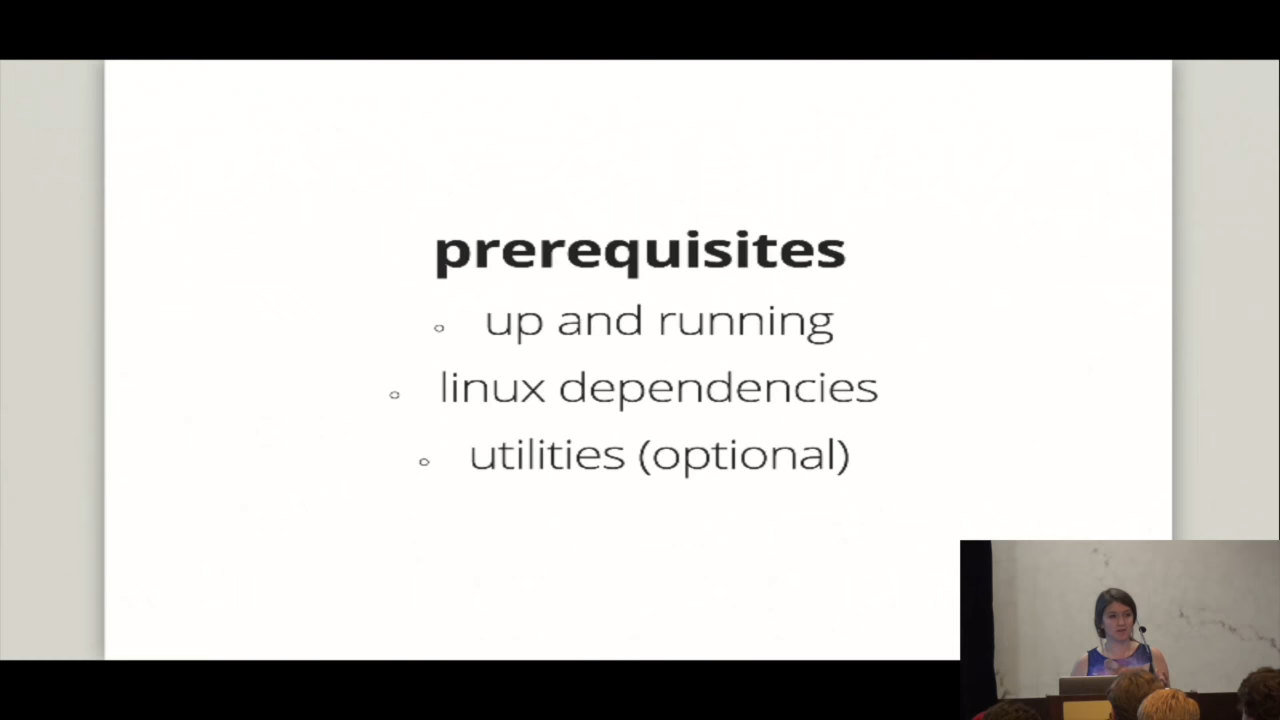 prerequisites
up and running
linux dependencies
utilities (optional)